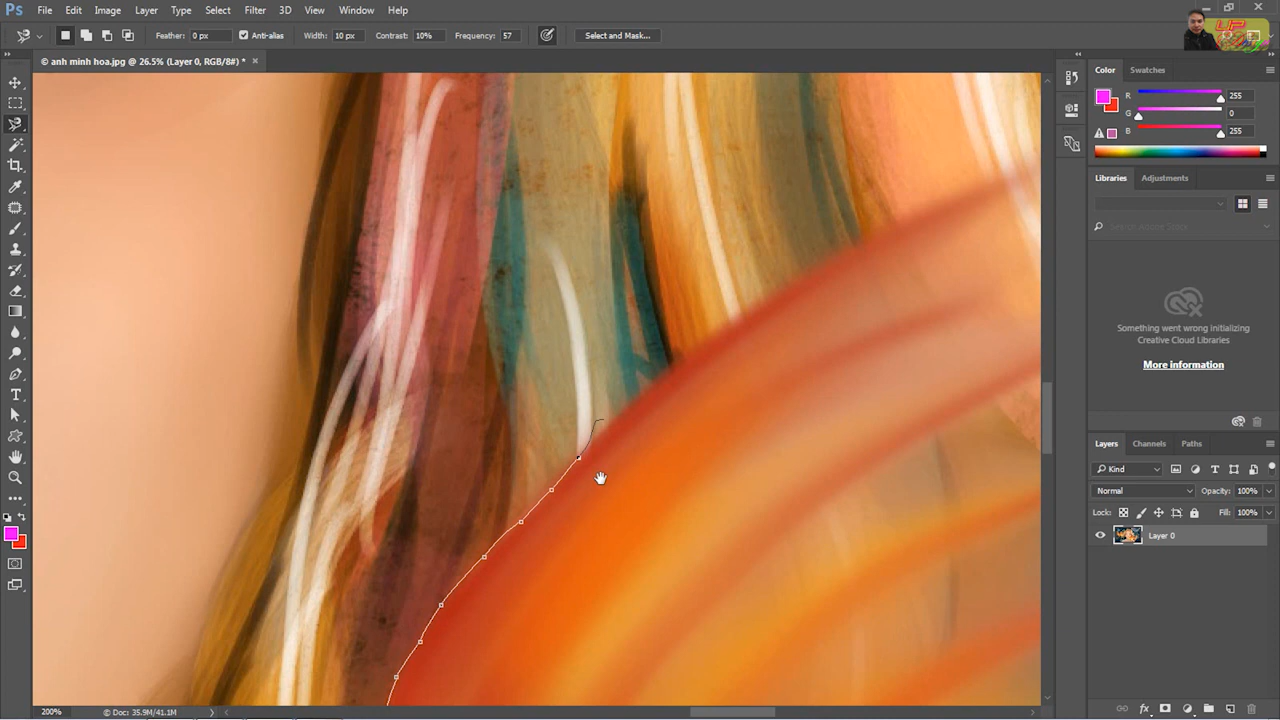 Ps File Edit Image Layer Type Select Filter 3D View Window Help
Feather: 0 px Anti-alias Width: 10 px Contrast: 10% Frequency: 57 Select and Mask...
© anh minh hoa.jpg @ 26.5% (Layer 0, RGB/8#) * ×
Color Swatches
R 255
G 0
B 255
Libraries Adjustments
Something went wrong initializing
Creative Cloud Libraries
More information
Layers Channels Paths
Kind
Normal Opacity: 100%
Lock: Fill: 100%
Layer 0
200% Doc: 35.9M/41.1M